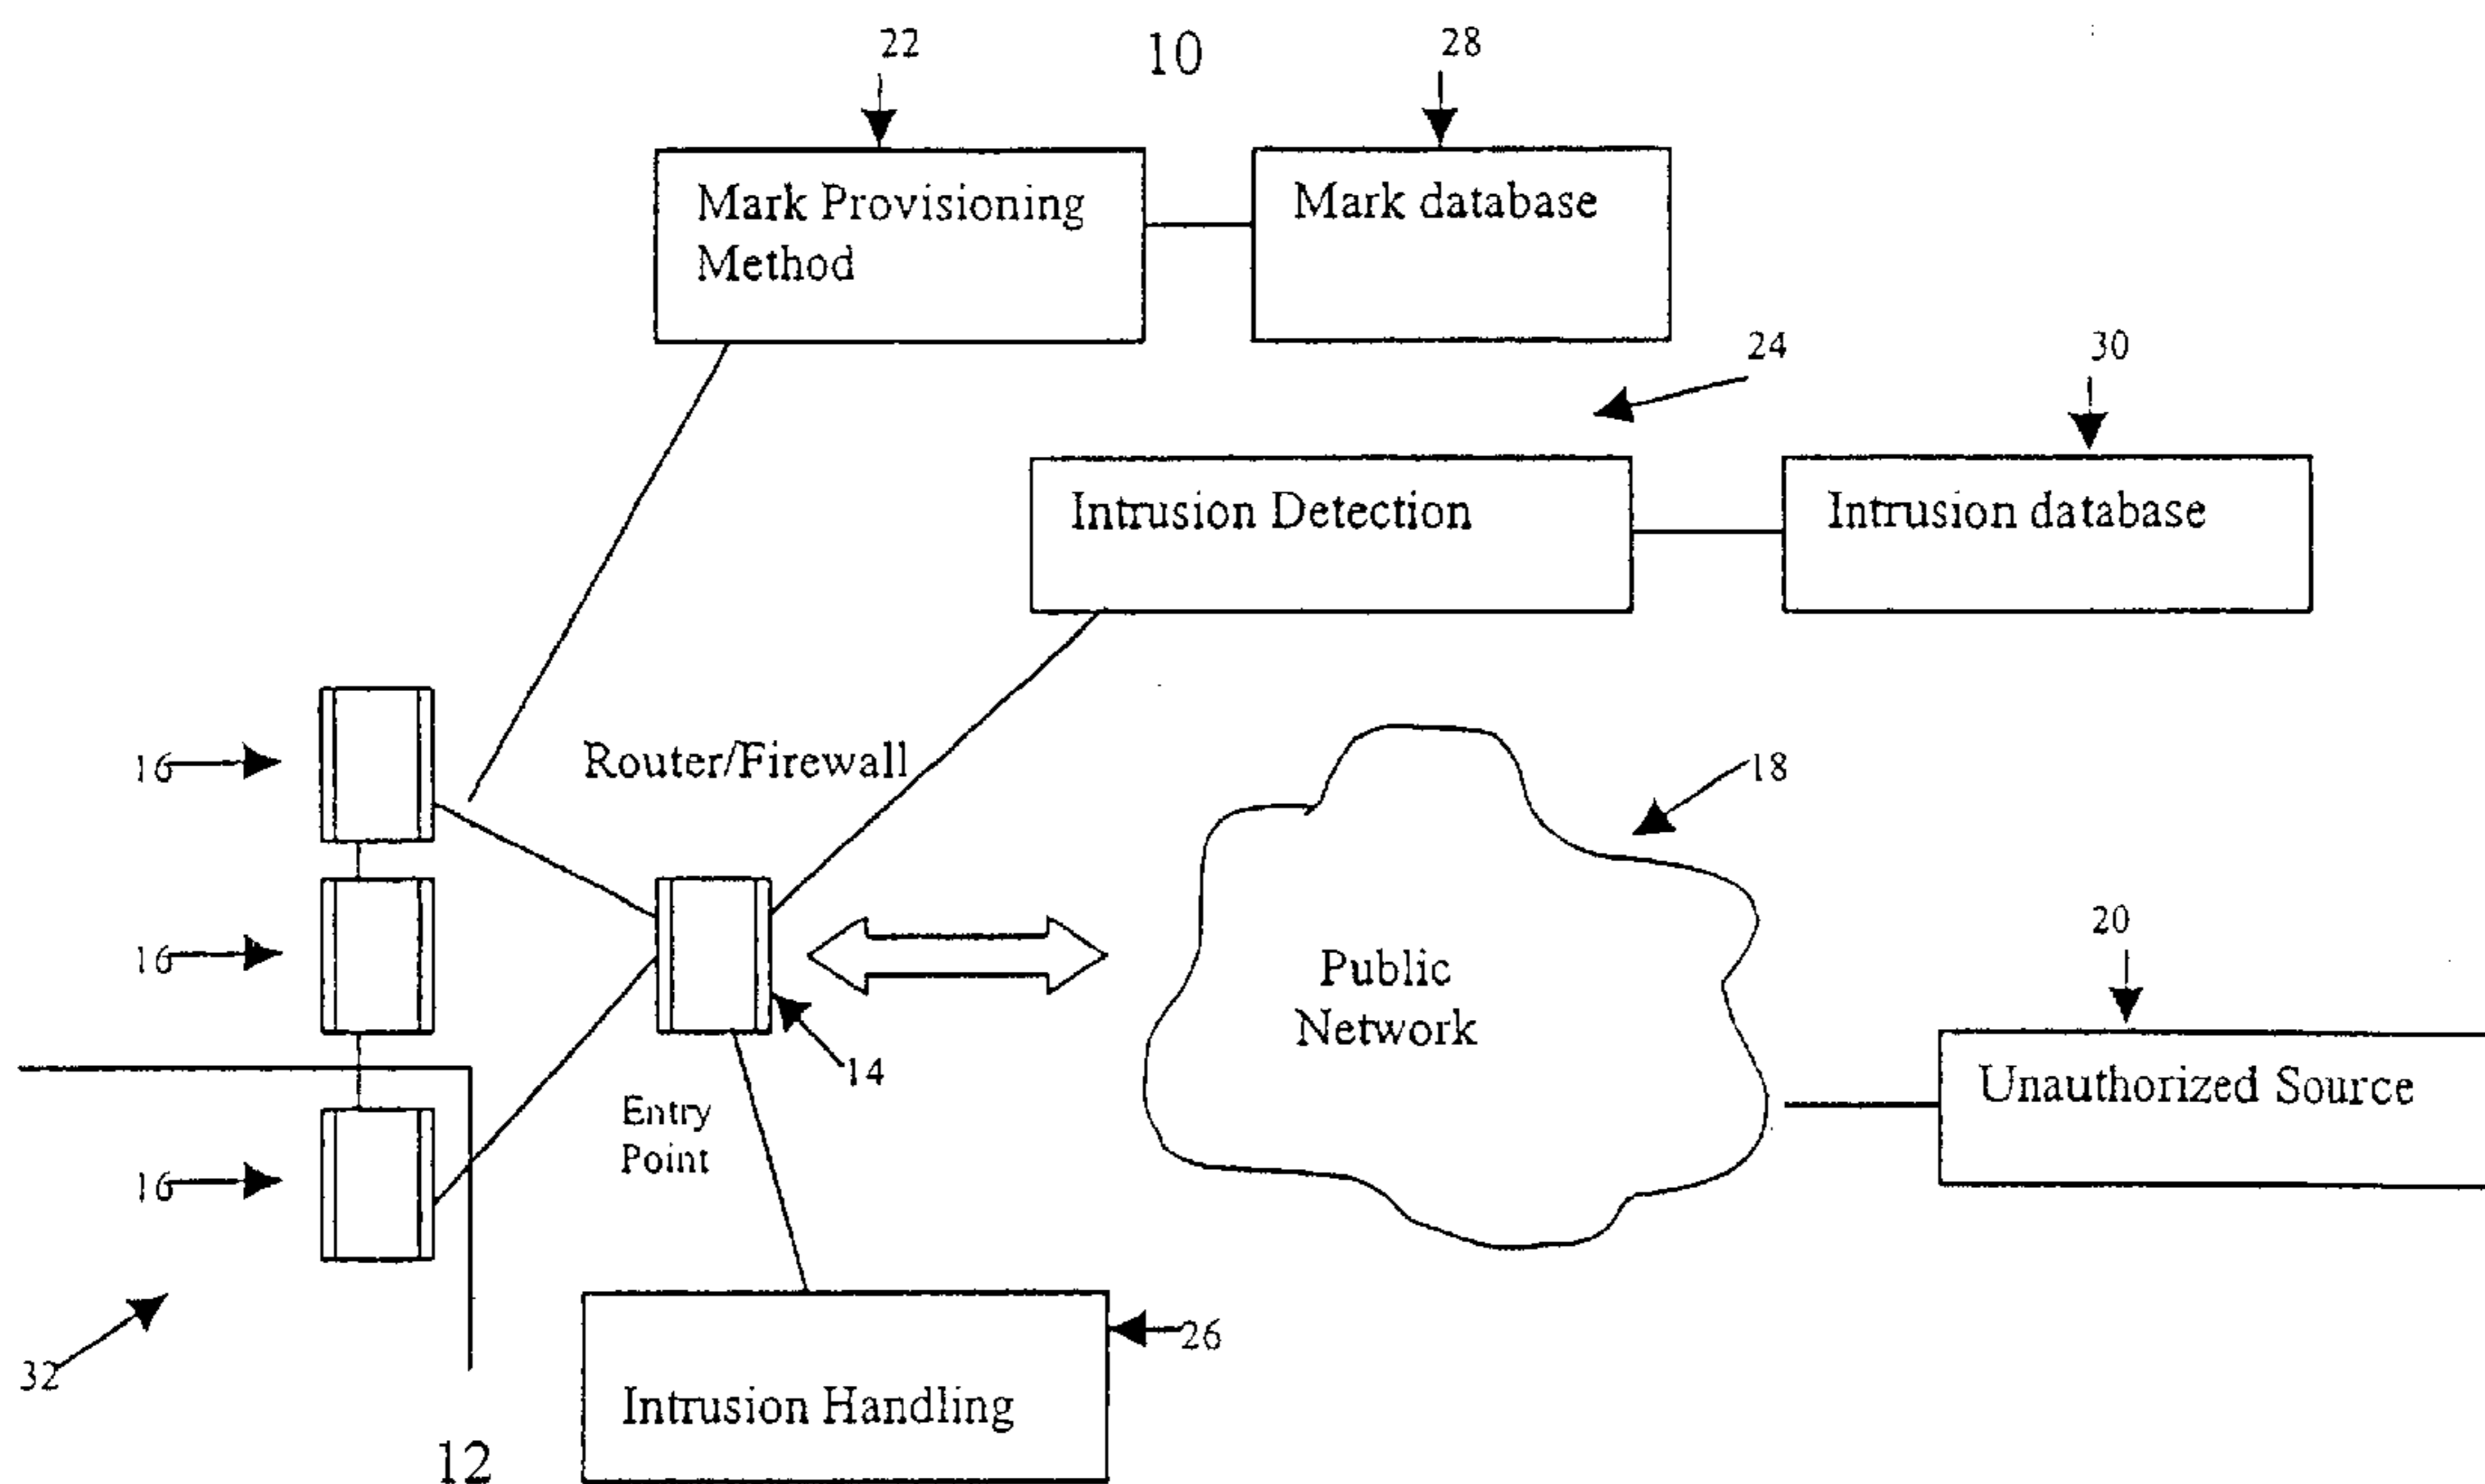 22
10
28
Mark Provisioning
Method
Mark database
24
30
Intrusion Detection
Intrusion database
16
Router/Firewall
18
16
20
Public
Network
14
Unauthorized Source
Entry
Point
16
26
32
Intrusion Handling
12